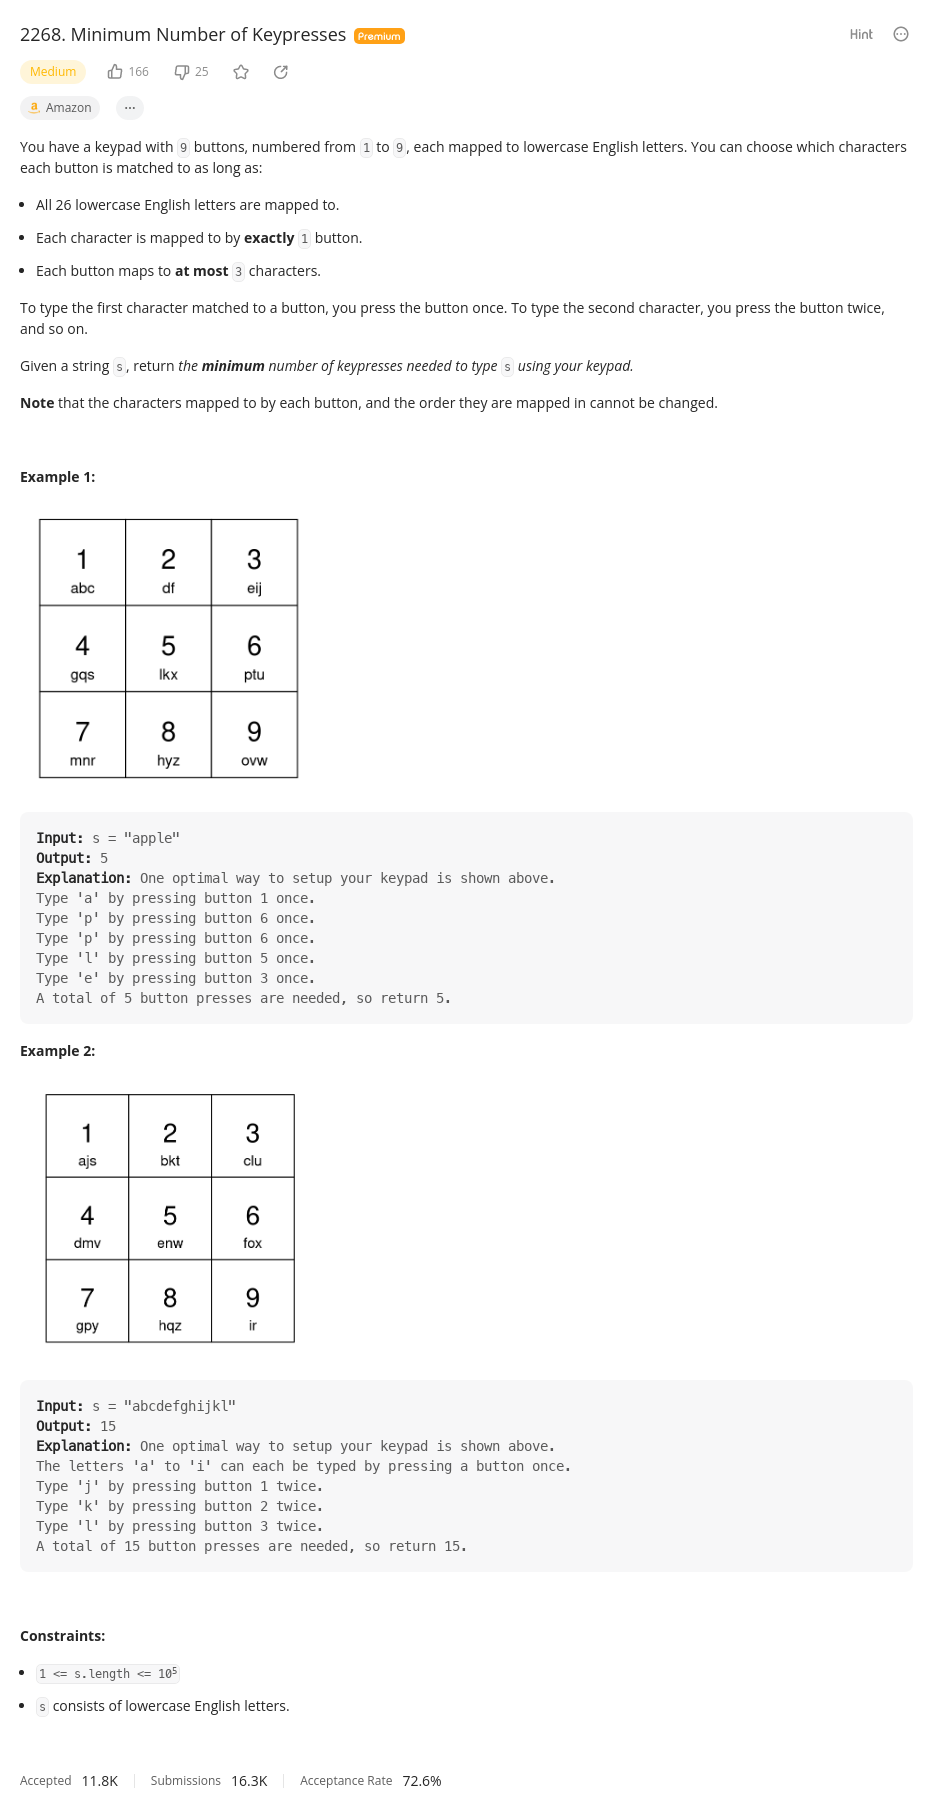 2268. Minimum Number of Keypresses Premium Hint
Medium 166 25
a Amazon ...
You have a keypad with 9 buttons, numbered from 1 to 9, each mapped to lowercase English letters. You can choose which characters
each button is matched to as long as:
• All 26 lowercase English letters are mapped to.
• Each character is mapped to by exactly 1 button.
• Each button maps to at most 3 characters.
To type the first character matched to a button, you press the button once. To type the second character, you press the button twice,
and so on.
Given a string s, return the minimum number of keypresses needed to type s using your keypad.
Note that the characters mapped to by each button, and the order they are mapped in cannot be changed.
Example 1:
1 2 3
abc df eij
4 5 6
gqs lkx ptu
7 8 9
mnr hyz ovw
Input: s = "apple"
Output: 5
Explanation: One optimal way to setup your keypad is shown above.
Type 'a' by pressing button 1 once.
Type 'p' by pressing button 6 once.
Type 'p' by pressing button 6 once.
Type 'l' by pressing button 5 once.
Type 'e' by pressing button 3 once.
A total of 5 button presses are needed, so return 5.
Example 2:
1 2 3
ajs bkt clu
4 5 6
dmv enw fox
7 8 9
gpy hqz ir
Input: s = "abcdefghijkl"
Output: 15
Explanation: One optimal way to setup your keypad is shown above.
The letters 'a' to 'i' can each be typed by pressing a button once.
Type 'j' by pressing button 1 twice.
Type 'k' by pressing button 2 twice.
Type 'l' by pressing button 3 twice.
A total of 15 button presses are needed, so return 15.
Constraints:
• 1 <= s.length <= 10⁵
• s consists of lowercase English letters.
Accepted 11.8K Submissions 16.3K Acceptance Rate 72.6%